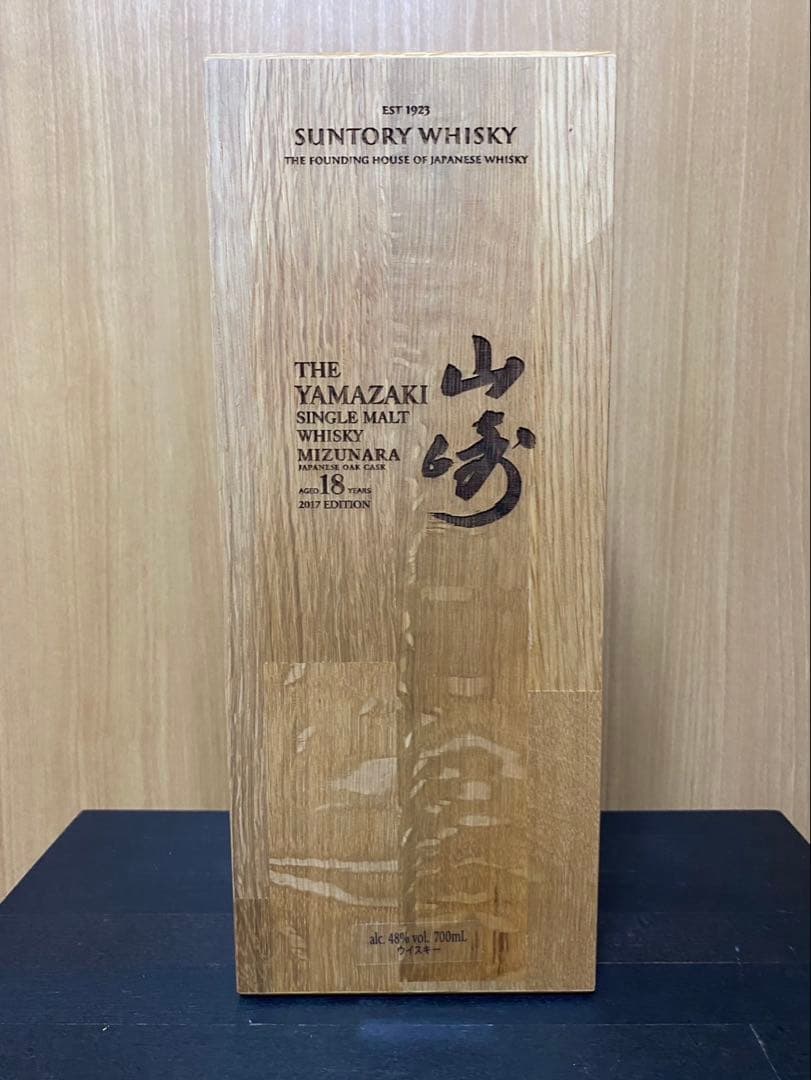 EST 1923
SUNTORY WHISKY
THE FOUNDING HOUSE OF JAPANESE WHISKY
THE
YAMAZAKI
SINGLE MALT
WHISKY
MIZUNARA
JAPANESE OAK CASK
AGED 18 YEARS
2017 EDITION
山崎
alc. 48% vol. 700mL
ウイスキー